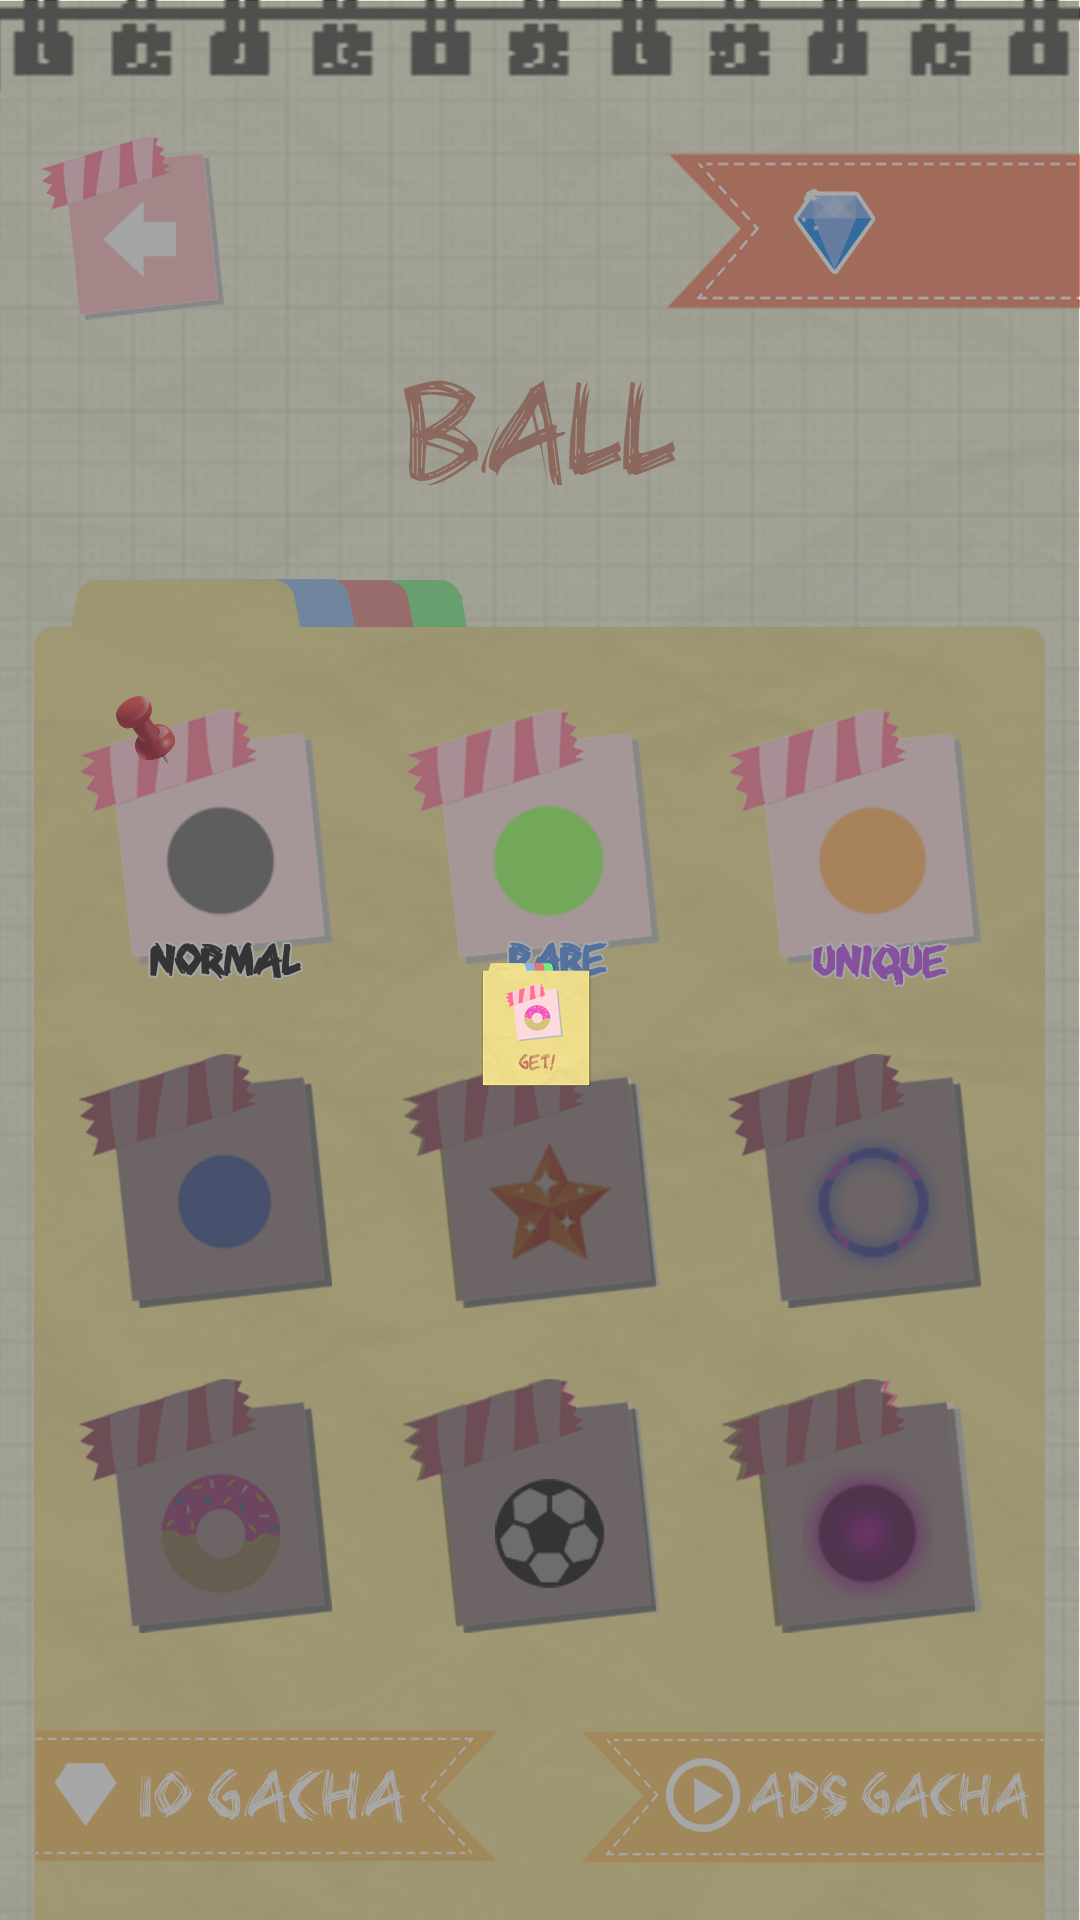 BALL
NORMAL
RARE
UNIQUE
GET!
10 GACHA
ADS GACHA